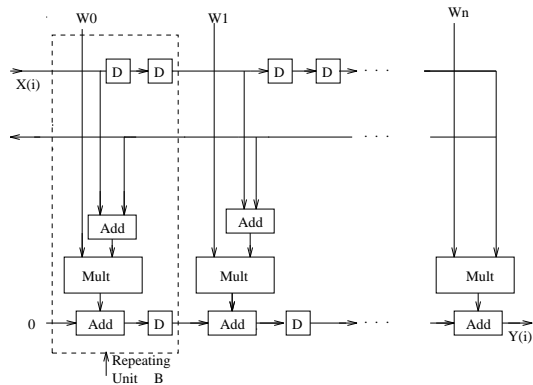 W0
W1
Wn
X(i)
D
D
D
D
. . .
. . .
Add
Add
Mult
Mult
Mult
0
Add
D
Add
D
. . .
Add
Y(i)
Repeating
Unit B